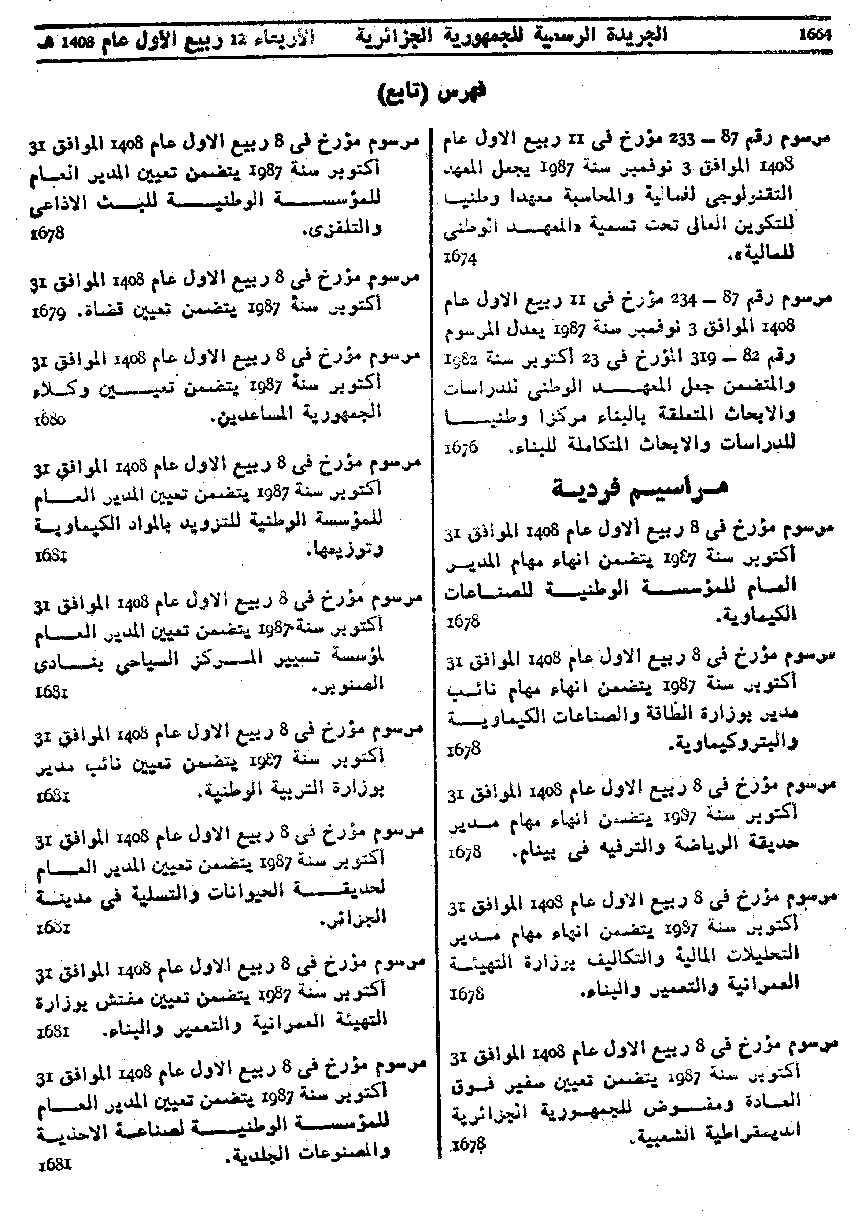 1664 الجريدة الرسمية للجمهورية الجزائرية الأربعاء 12 ربيع الأول عام 1408 هـ
فهرس (تابع)
مرسوم رقم 87 – 233 مؤرخ في 11 ربيع الاول عام
1408 الموافق 3 نوفمبر سنة 1987 يجعل المعهد
التقنولوجي للمالية والمحاسبة معهدا وطنيا
للتكوين العالى تحت تسمية «المعهد الوطني
للمالية». 1674
مرسوم رقم 87 – 234 مؤرخ في 11 ربيع الاول عام
1408 الموافق 3 نوفمبر سنة 1987 يعدل المرسوم
رقم 82 – 319 المؤرخ في 23 أكتوبر سنة 1982
والمتضمن جعل المعهد الوطني للدراسات
والابحاث المتعلقة بالبناء مركزا وطنيا
للدراسات والابحاث المتكاملة للبناء. 1676
مراسيم فردية
مرسوم مؤرخ في 8 ربيع الاول عام 1408 الموافق 31
أكتوبر سنة 1987 يتضمن انهاء مهام المدير
العام للمؤسسة الوطنية للصناعات
الكيماوية. 1678
مرسوم مؤرخ في 8 ربيع الاول عام 1408 الموافق 31
أكتوبر سنة 1987 يتضمن انهاء مهام نائب
مدير بوزارة الطاقة والصناعات الكيماوية
والبتروكيماوية. 1678
مرسوم مؤرخ في 8 ربيع الاول عام 1408 الموافق 31
أكتوبر سنة 1987 يتضمن انهاء مهام مدير
حديقة الرياضة والترفيه في بينام. 1678
مرسوم مؤرخ في 8 ربيع الاول عام 1408 الموافق 31
أكتوبر سنة 1987 يتضمن انهاء مهام مدير
التحليلات المالية والتكاليف بوزارة التهيئة
العمرانية والتعمير والبناء. 1678
مرسوم مؤرخ في 8 ربيع الاول عام 1408 الموافق 31
أكتوبر سنة 1987 يتضمن تعيين سفير فوق
العادة ومفوض للجمهورية الجزائرية
الديمقراطية الشعبية. 1678
مرسوم مؤرخ في 8 ربيع الاول عام 1408 الموافق 31
أكتوبر سنة 1987 يتضمن تعيين المدير العام
للمؤسسة الوطنية للبث الاذاعى
والتلفزى. 1678
مرسوم مؤرخ في 8 ربيع الاول عام 1408 الموافق 31
أكتوبر سنة 1987 يتضمن تعيين قضاة. 1679
مرسوم مؤرخ في 8 ربيع الاول عام 1408 الموافق 31
أكتوبر سنة 1987 يتضمن تعيين وكلاء
الجمهورية المساعدين. 1680
مرسوم مؤرخ في 8 ربيع الاول عام 1408 الموافق 31
أكتوبر سنة 1987 يتضمن تعيين المدير العام
للمؤسسة الوطنية للتزويد بالمواد الكيماوية
وتوزيعها. 1681
مرسوم مؤرخ في 8 ربيع الاول عام 1408 الموافق 31
أكتوبر سنة 1987 يتضمن تعيين المدير العام
لمؤسسة تسيير المركز السياحي بنادى
الصنوبر. 1681
مرسوم مؤرخ في 8 ربيع الاول عام 1408 الموافق 31
أكتوبر سنة 1987 يتضمن تعيين نائب مدير
بوزارة التربية الوطنية. 1681
مرسوم مؤرخ في 8 ربيع الاول عام 1408 الموافق 31
أكتوبر سنة 1987 يتضمن تعيين المدير العام
لحديقة الحيوانات والتسلية في مدينة
الجزائر. 1681
مرسوم مؤرخ في 8 ربيع الاول عام 1408 الموافق 31
أكتوبر سنة 1987 يتضمن تعيين مفتش بوزارة
التهيئة العمرانية والتعمير والبناء. 1681
مرسوم مؤرخ في 8 ربيع الاول عام 1408 الموافق 31
أكتوبر سنة 1987 يتضمن تعيين المدير العام
للمؤسسة الوطنية لصناعة الاحذية
والمصنوعات الجلدية. 1681